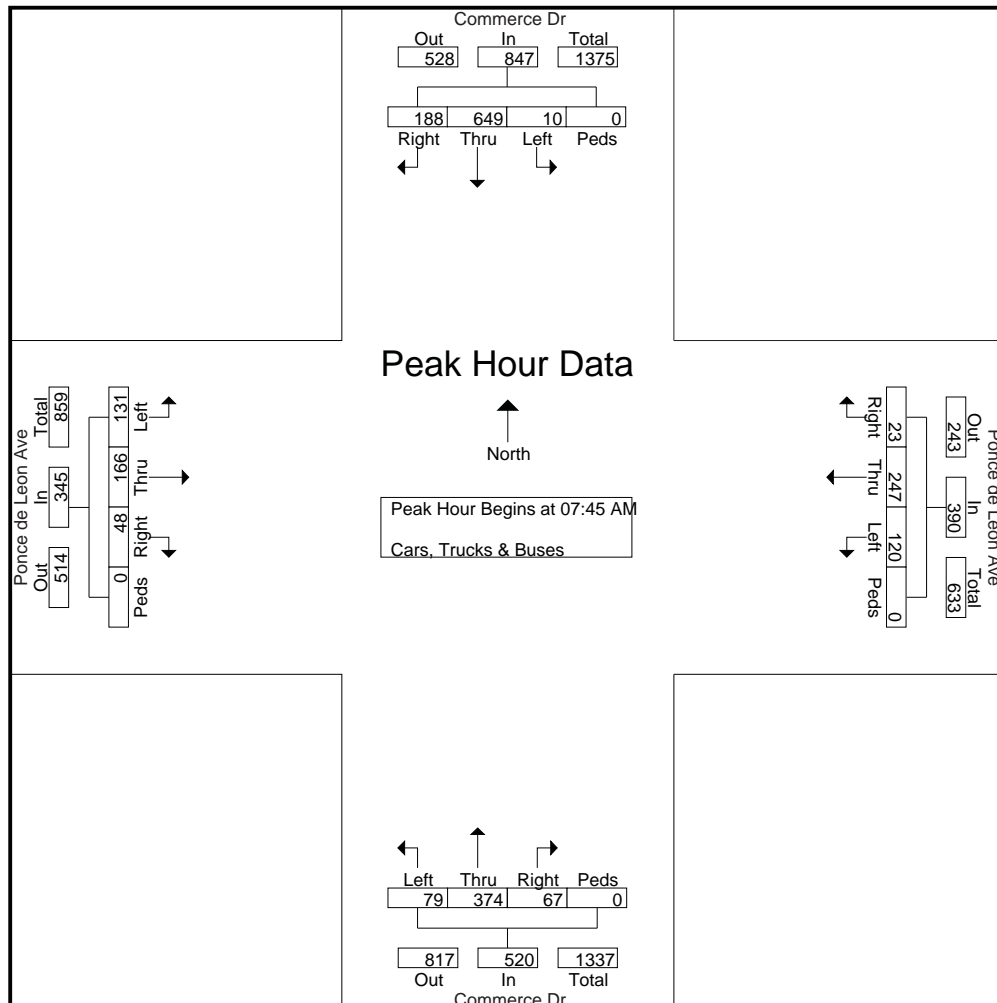 Commerce Dr
Out In Total
528 847 1375
188 649 10 0
Right Thru Left Peds
Peak Hour Data
North
Peak Hour Begins at 07:45 AM
Cars, Trucks & Buses
Ponce de Leon Ave
Out In Total
514 345 859
Left Thru Right Peds
131 166 48 0
Ponce de Leon Ave
Out In Total
243 390 633
Right Thru Left Peds
23 247 120 0
Left Thru Right Peds
79 374 67 0
817 520 1337
Out In Total
Commerce Dr